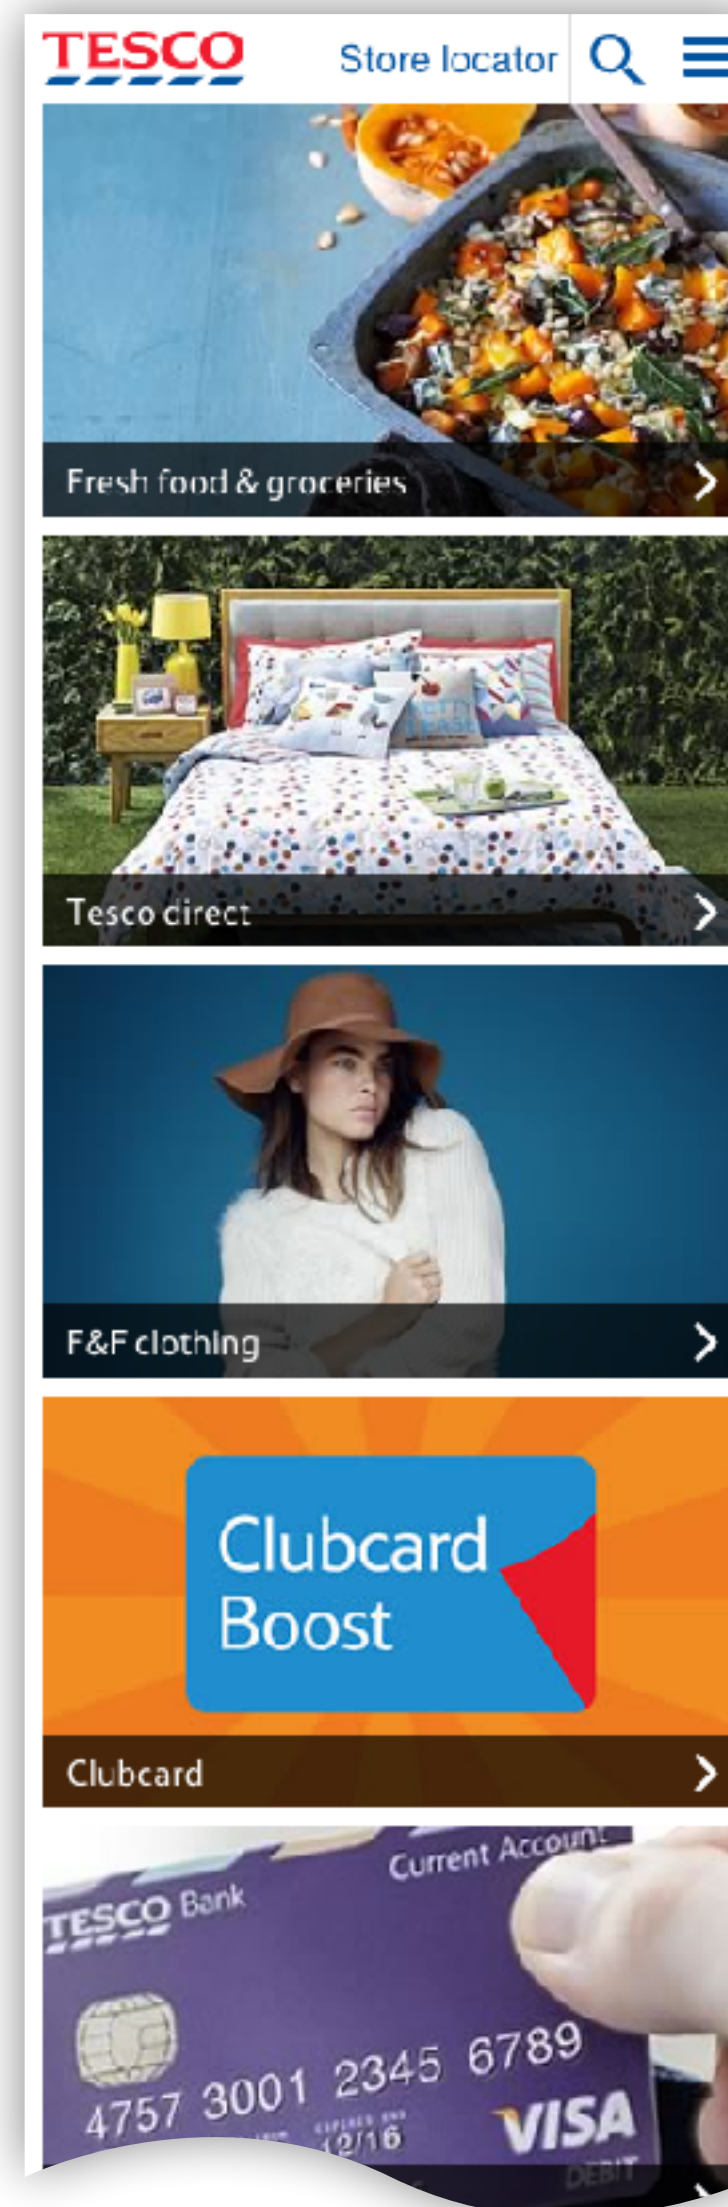 TESCO
Store locator
Fresh food & groceries
Tesco direct
F&F clothing
Clubcard
Boost
Clubcard
Current Account
TESCO Bank
4757 3001 2345 6789
12/16
VISA
DEBIT